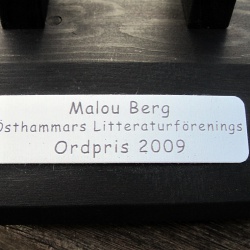 Malou Berg
Östhammars Litteraturförenings
Ordpris 2009